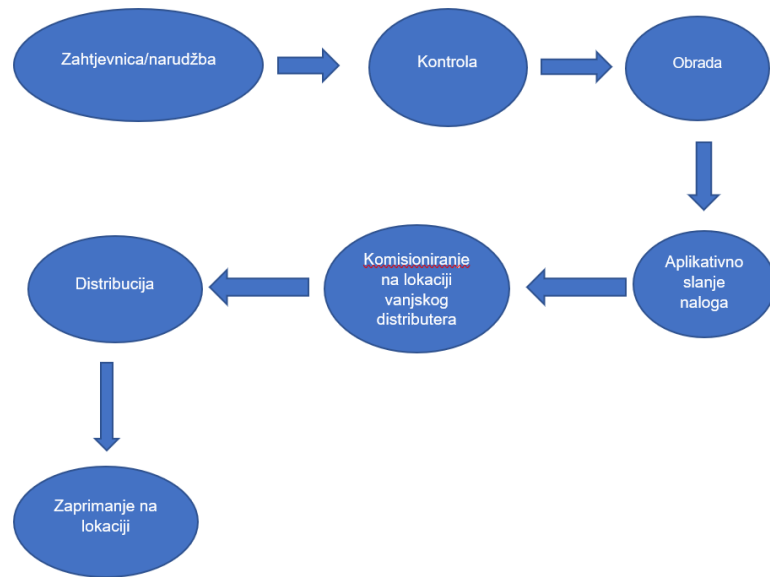 Zahtjevnica/narudžba
Kontrola
Obrada
Aplikativno
slanje
naloga
Komisioniranje
na lokaciji
vanjskog
distributera
Distribucija
Zaprimanje na
lokaciji